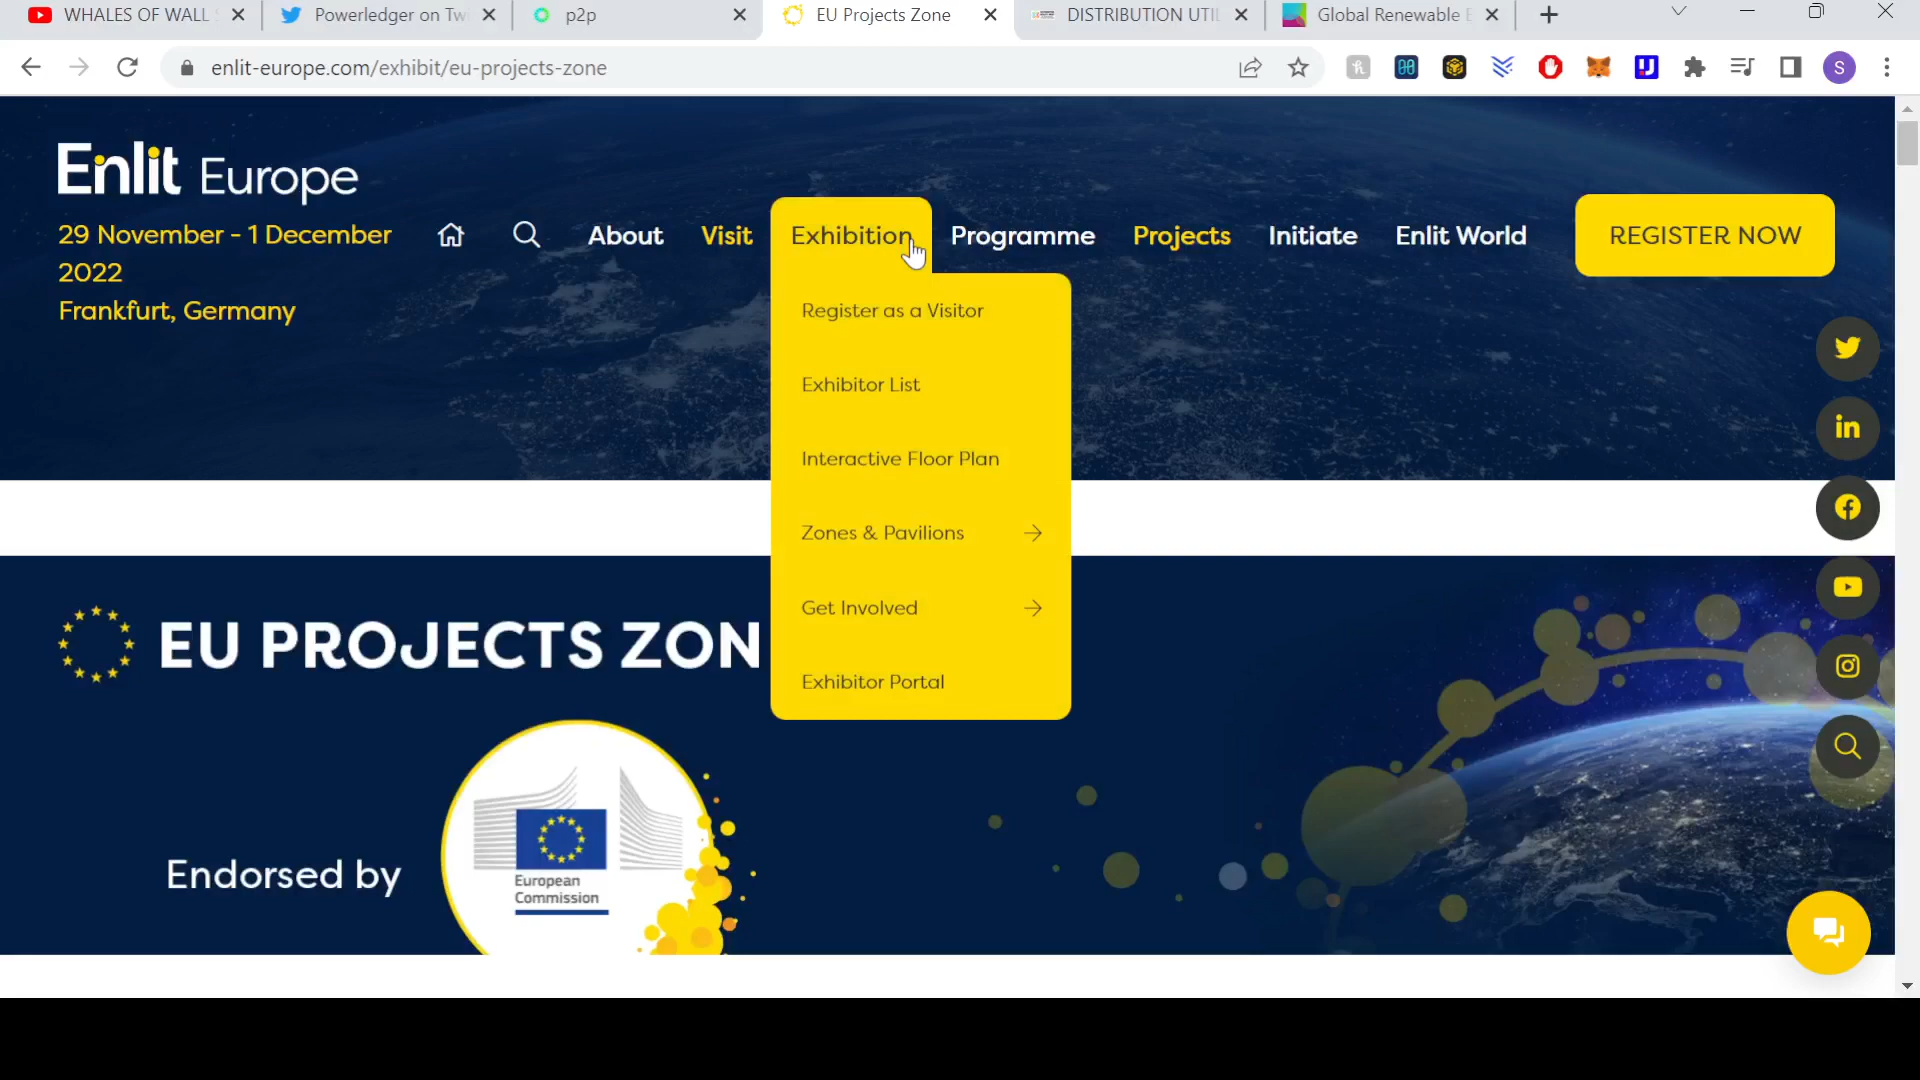 WHALES OF WALL
Powerledger on Twi
p2p
EU Projects Zone
DISTRIBUTION UTIL
Global Renewable E
enlit-europe.com/exhibit/eu-projects-zone
S
Enlit Europe
29 November - 1 December
2022
Frankfurt, Germany
About
Visit
Exhibition
Programme
Projects
Initiate
Enlit World
REGISTER NOW
Register as a Visitor
Exhibitor List
Interactive Floor Plan
Zones & Pavilions
Get Involved
Exhibitor Portal
EU PROJECTS ZON
Endorsed by
European
Commission